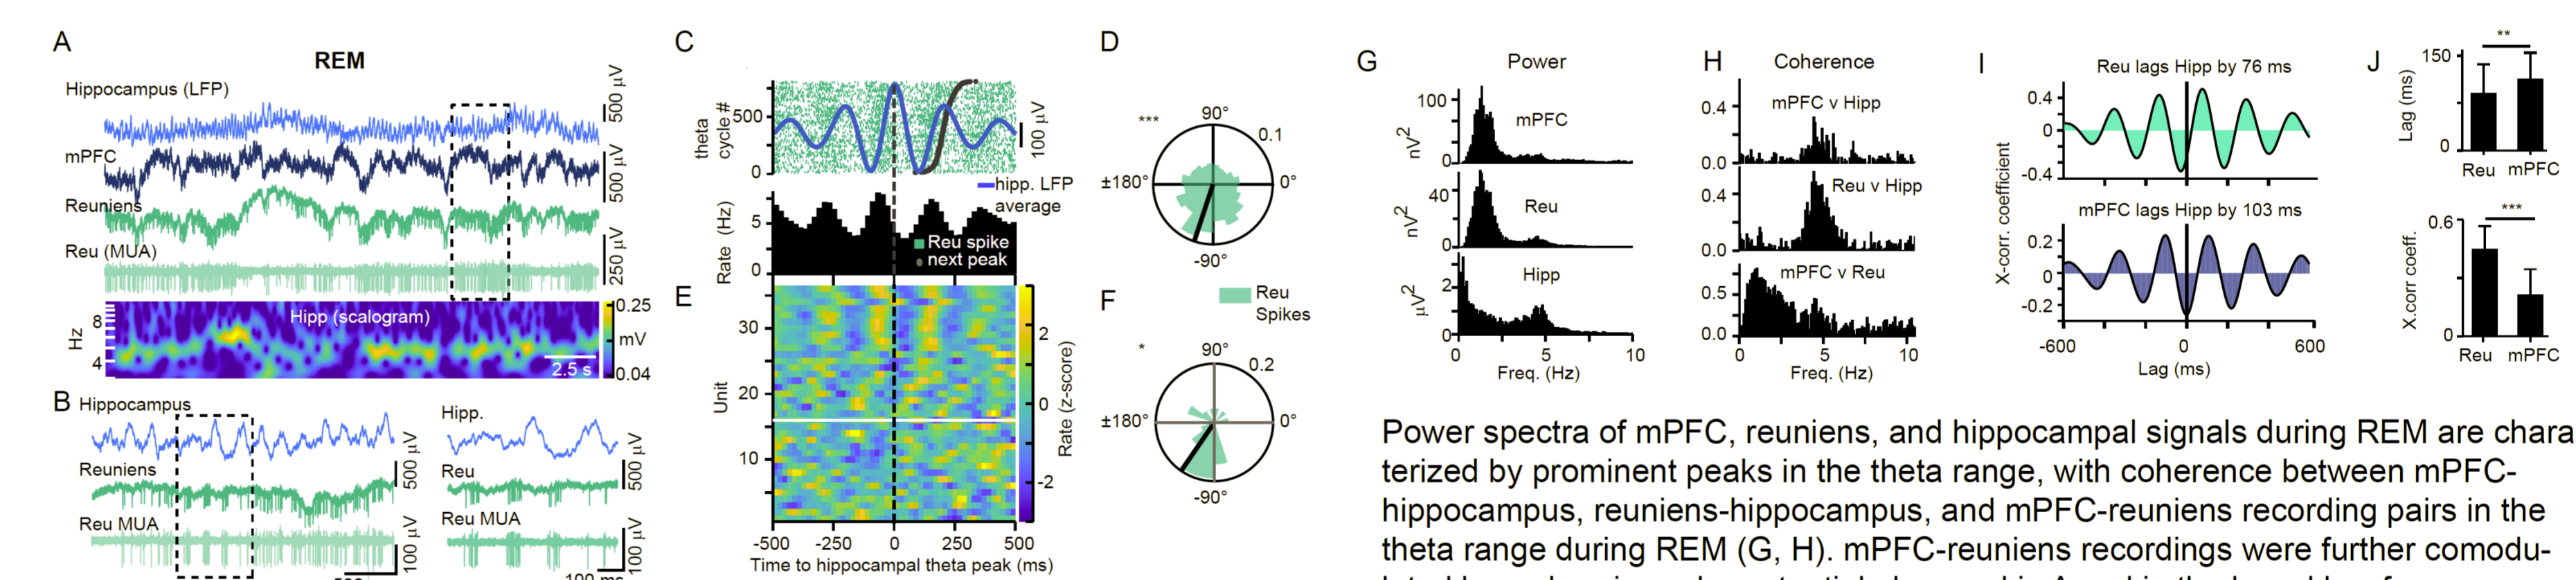 A
REM
Hippocampus (LFP)
500 µV
mPFC
500 µV
Reuniens
Reu (MUA)
250 µV
Hipp (scalogram)
Hz
8
4
2.5 s
0.25
mV
0.04
B
Hippocampus
500 µV
Reuniens
Reu MUA
100 µV
Hipp.
Reu
500 µV
Reu MUA
100 µV
100 ms
C
theta
cycle #
500
0
100 µV
hipp. LFP
average
Rate (Hz)
5
0
Reu spike
next peak
E
Unit
30
20
10
2
0
-2
Rate (z-score)
-500 -250 0 250 500
Time to hippocampal theta peak (ms)
D
***
90°
0.1
±180°
0°
-90°
Reu
Spikes
F
*
90°
0.2
±180°
0°
-90°
G
Power
100
nV2
0
mPFC
40
nV2
0
Reu
2
µV2
0
Hipp
0 5 10
Freq. (Hz)
H
Coherence
mPFC v Hipp
0.4
0.0
Reu v Hipp
0.4
0.0
mPFC v Reu
0.5
0.0
0 5 10
Freq. (Hz)
I
Reu lags Hipp by 76 ms
0.4
0
-0.4
X-corr. coefficient
mPFC lags Hipp by 103 ms
0.2
0
-0.2
-600 0 600
Lag (ms)
J
**
150
Lag (ms)
0
Reu mPFC
***
0.6
X.corr coeff.
0
Reu mPFC
Power spectra of mPFC, reuniens, and hippocampal signals during REM are chara
terized by prominent peaks in the theta range, with coherence between mPFC-
hippocampus, reuniens-hippocampus, and mPFC-reuniens recording pairs in the
theta range during REM (G, H). mPFC-reuniens recordings were further comodu-